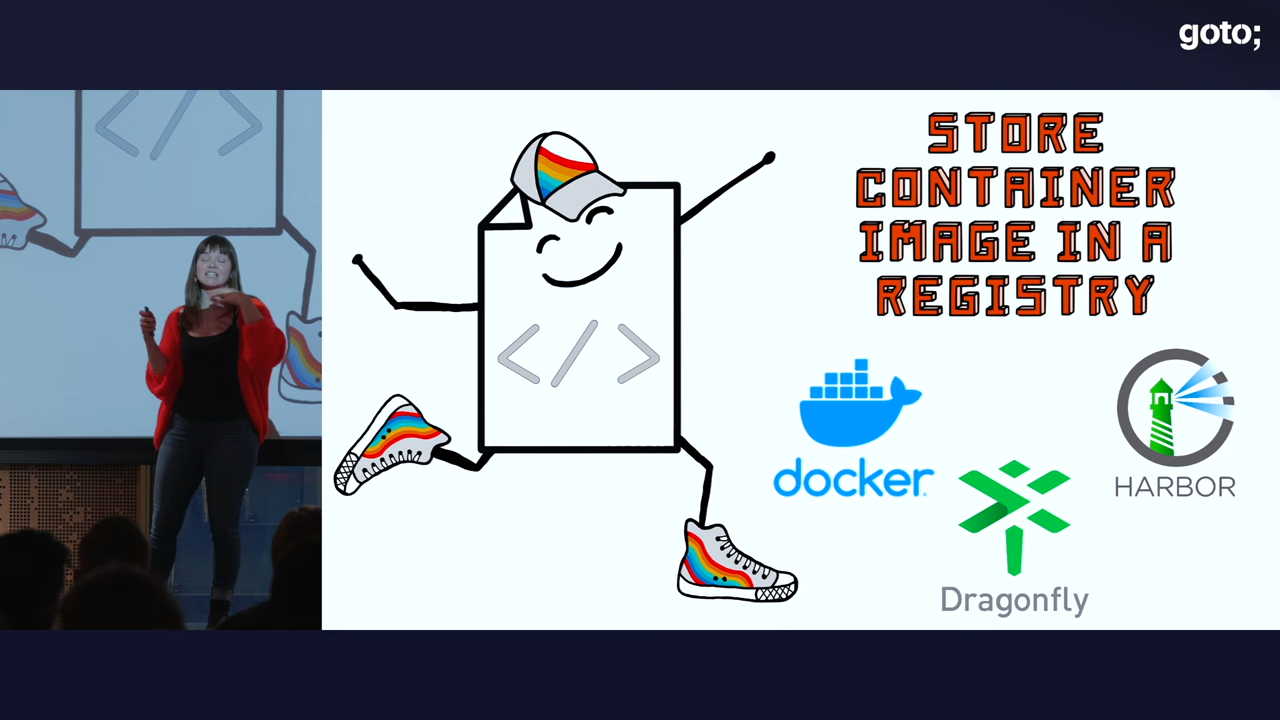 goto;
STORE
CONTAINER
IMAGE IN A
REGISTRY
</>
docker
HARBOR
Dragonfly